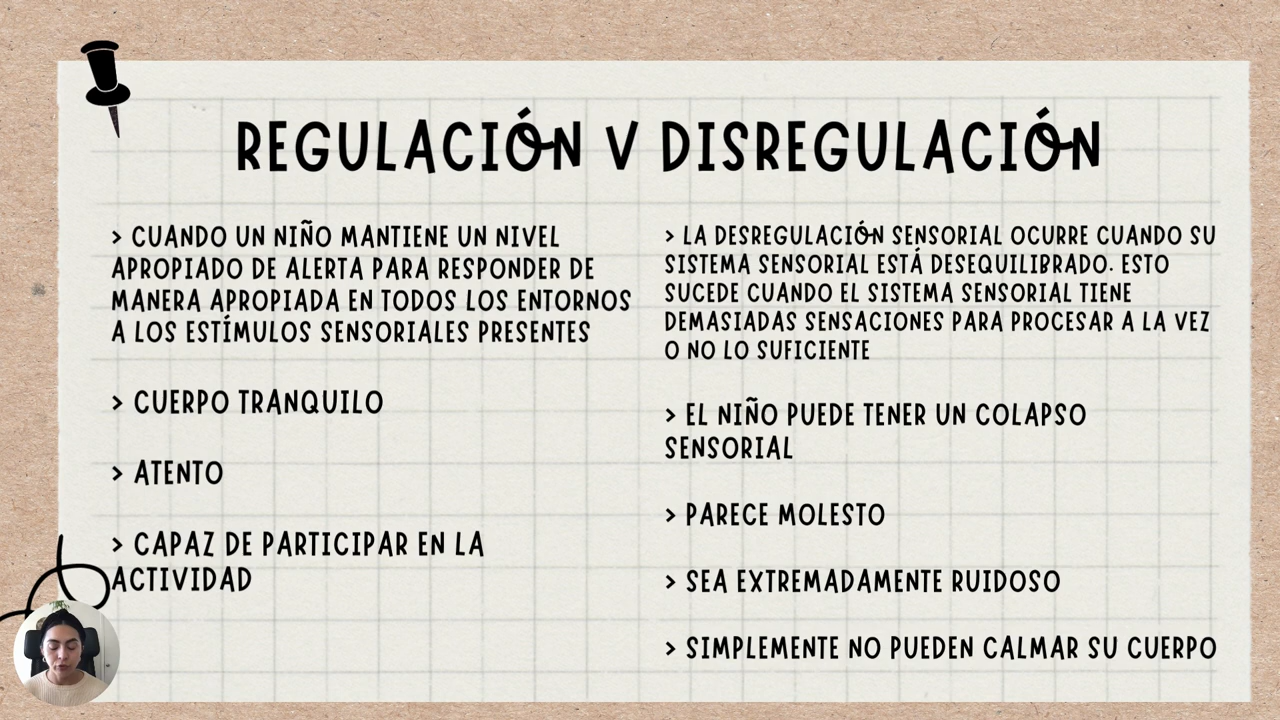 REGULACIÓN V DISREGULACIÓN
> CUANDO UN NIÑO MANTIENE UN NIVEL
APROPIADO DE ALERTA PARA RESPONDER DE
MANERA APROPIADA EN TODOS LOS ENTORNOS
A LOS ESTÍMULOS SENSORIALES PRESENTES
> CUERPO TRANQUILO
> ATENTO
> CAPAZ DE PARTICIPAR EN LA
ACTIVIDAD
> LA DESREGULACIÓN SENSORIAL OCURRE CUANDO SU
SISTEMA SENSORIAL ESTÁ DESEQUILIBRADO. ESTO
SUCEDE CUANDO EL SISTEMA SENSORIAL TIENE
DEMASIADAS SENSACIONES PARA PROCESAR A LA VEZ
O NO LO SUFICIENTE
> EL NIÑO PUEDE TENER UN COLAPSO
SENSORIAL
> PARECE MOLESTO
> SEA EXTREMADAMENTE RUIDOSO
> SIMPLEMENTE NO PUEDEN CALMAR SU CUERPO